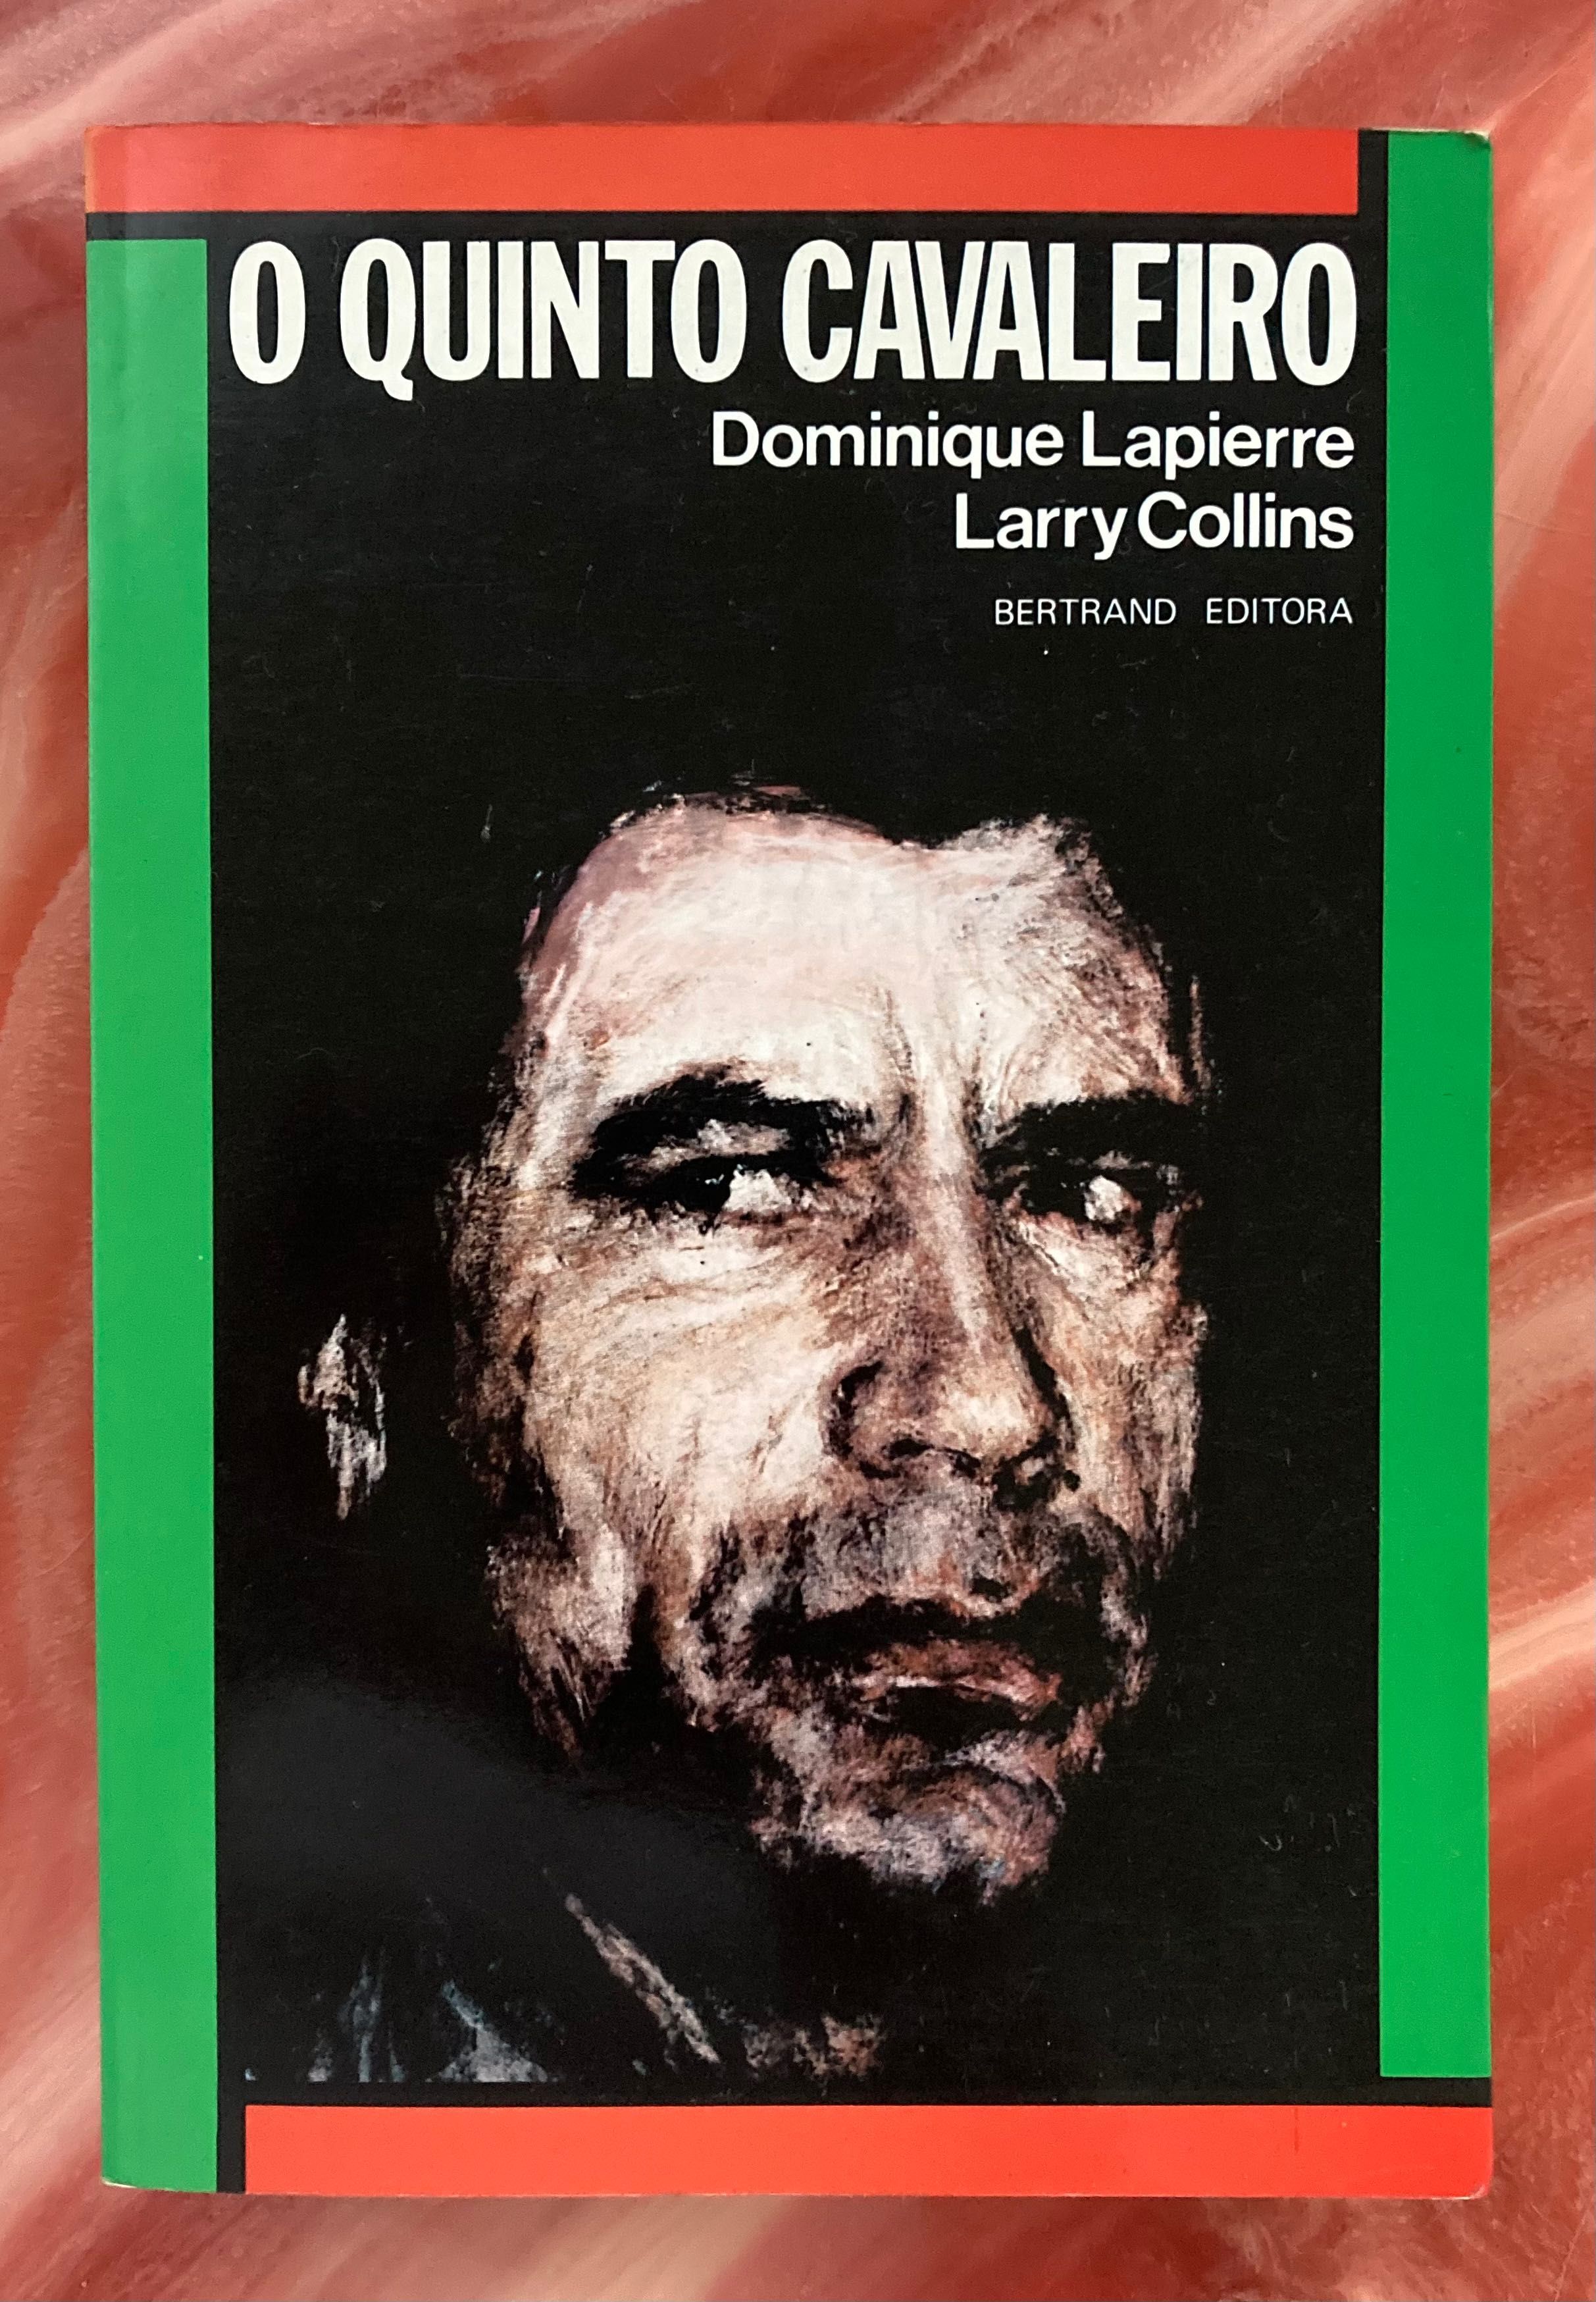 O QUINTO CAVALEIRO
Dominique Lapierre
Larry Collins
BERTRAND EDITORA